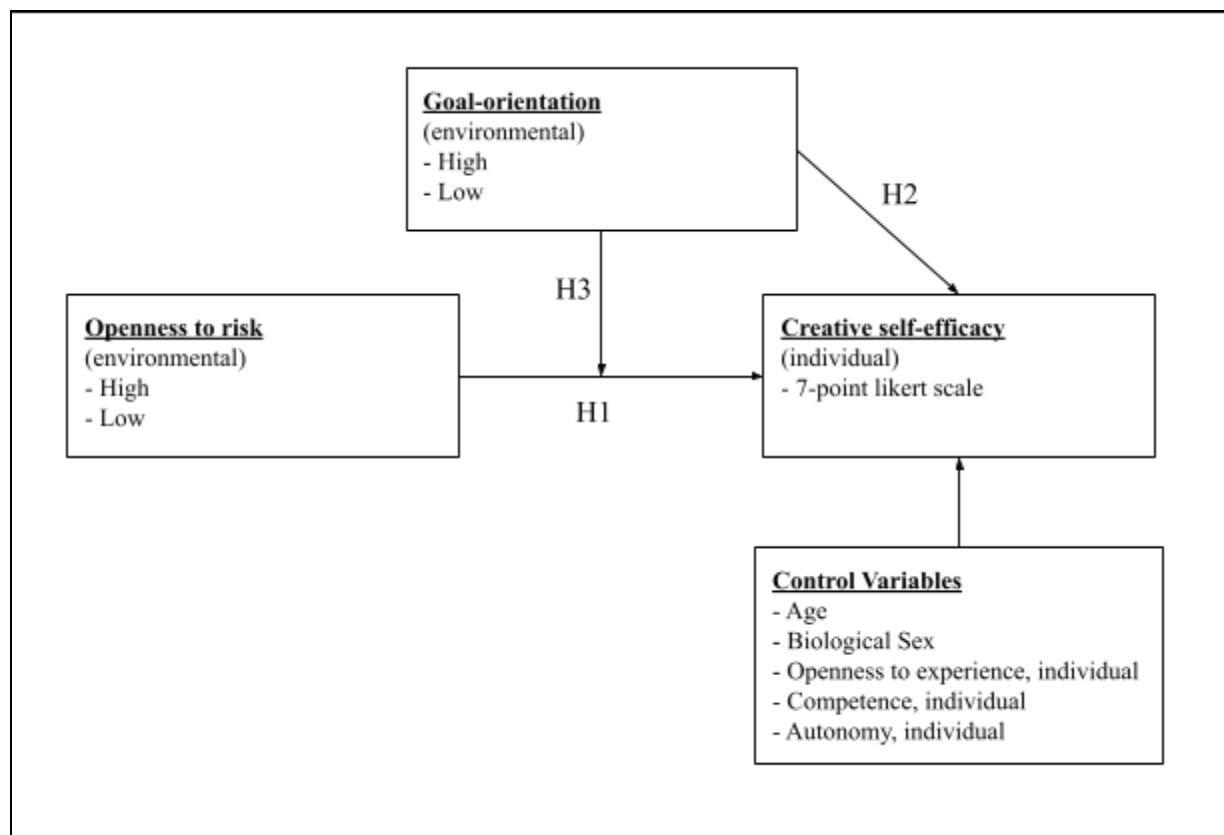 Goal-orientation
(environmental)
- High
- Low
H2
H3
Openness to risk
(environmental)
- High
- Low
H1
Creative self-efficacy
(individual)
- 7-point likert scale
Control Variables
- Age
- Biological Sex
- Openness to experience, individual
- Competence, individual
- Autonomy, individual